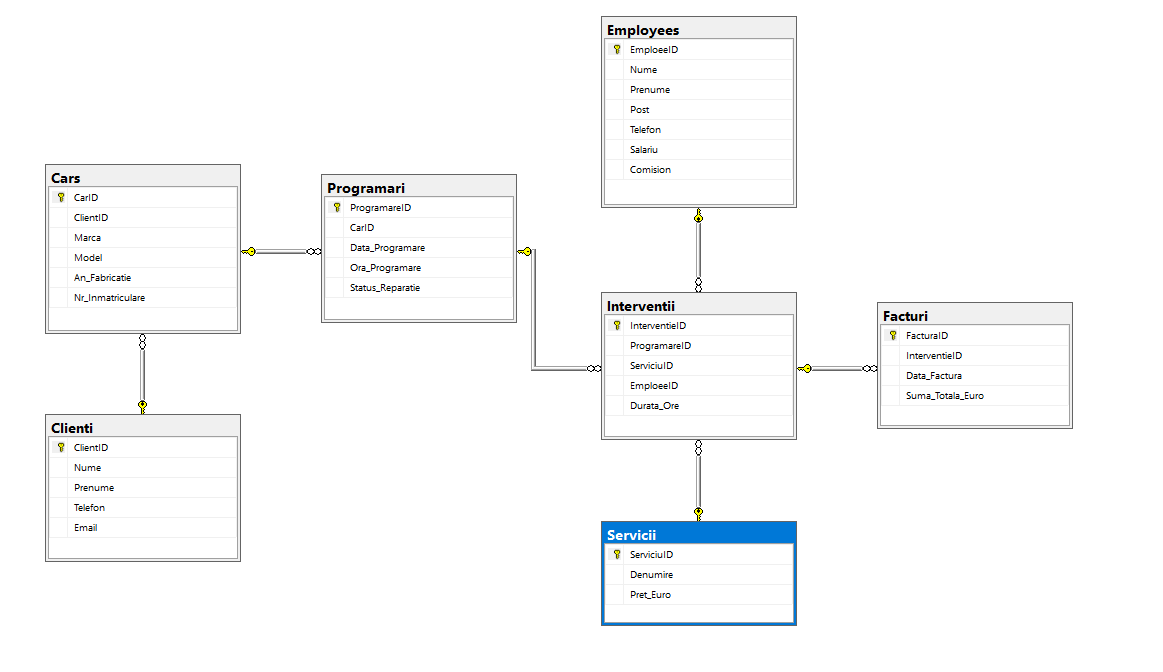 Employees
EmploeeID
Nume
Prenume
Post
Telefon
Salariu
Comision
Cars
CarID
ClientID
Marca
Model
An_Fabricatie
Nr_Inmatriculare
Programari
ProgramareID
CarID
Data_Programare
Ora_Programare
Status_Reparatie
Interventii
InterventieID
ProgramareID
ServiciuID
EmploeeID
Durata_Ore
Facturi
FacturaID
InterventieID
Data_Factura
Suma_Totala_Euro
Clienti
ClientID
Nume
Prenume
Telefon
Email
Servicii
ServiciuID
Denumire
Pret_Euro